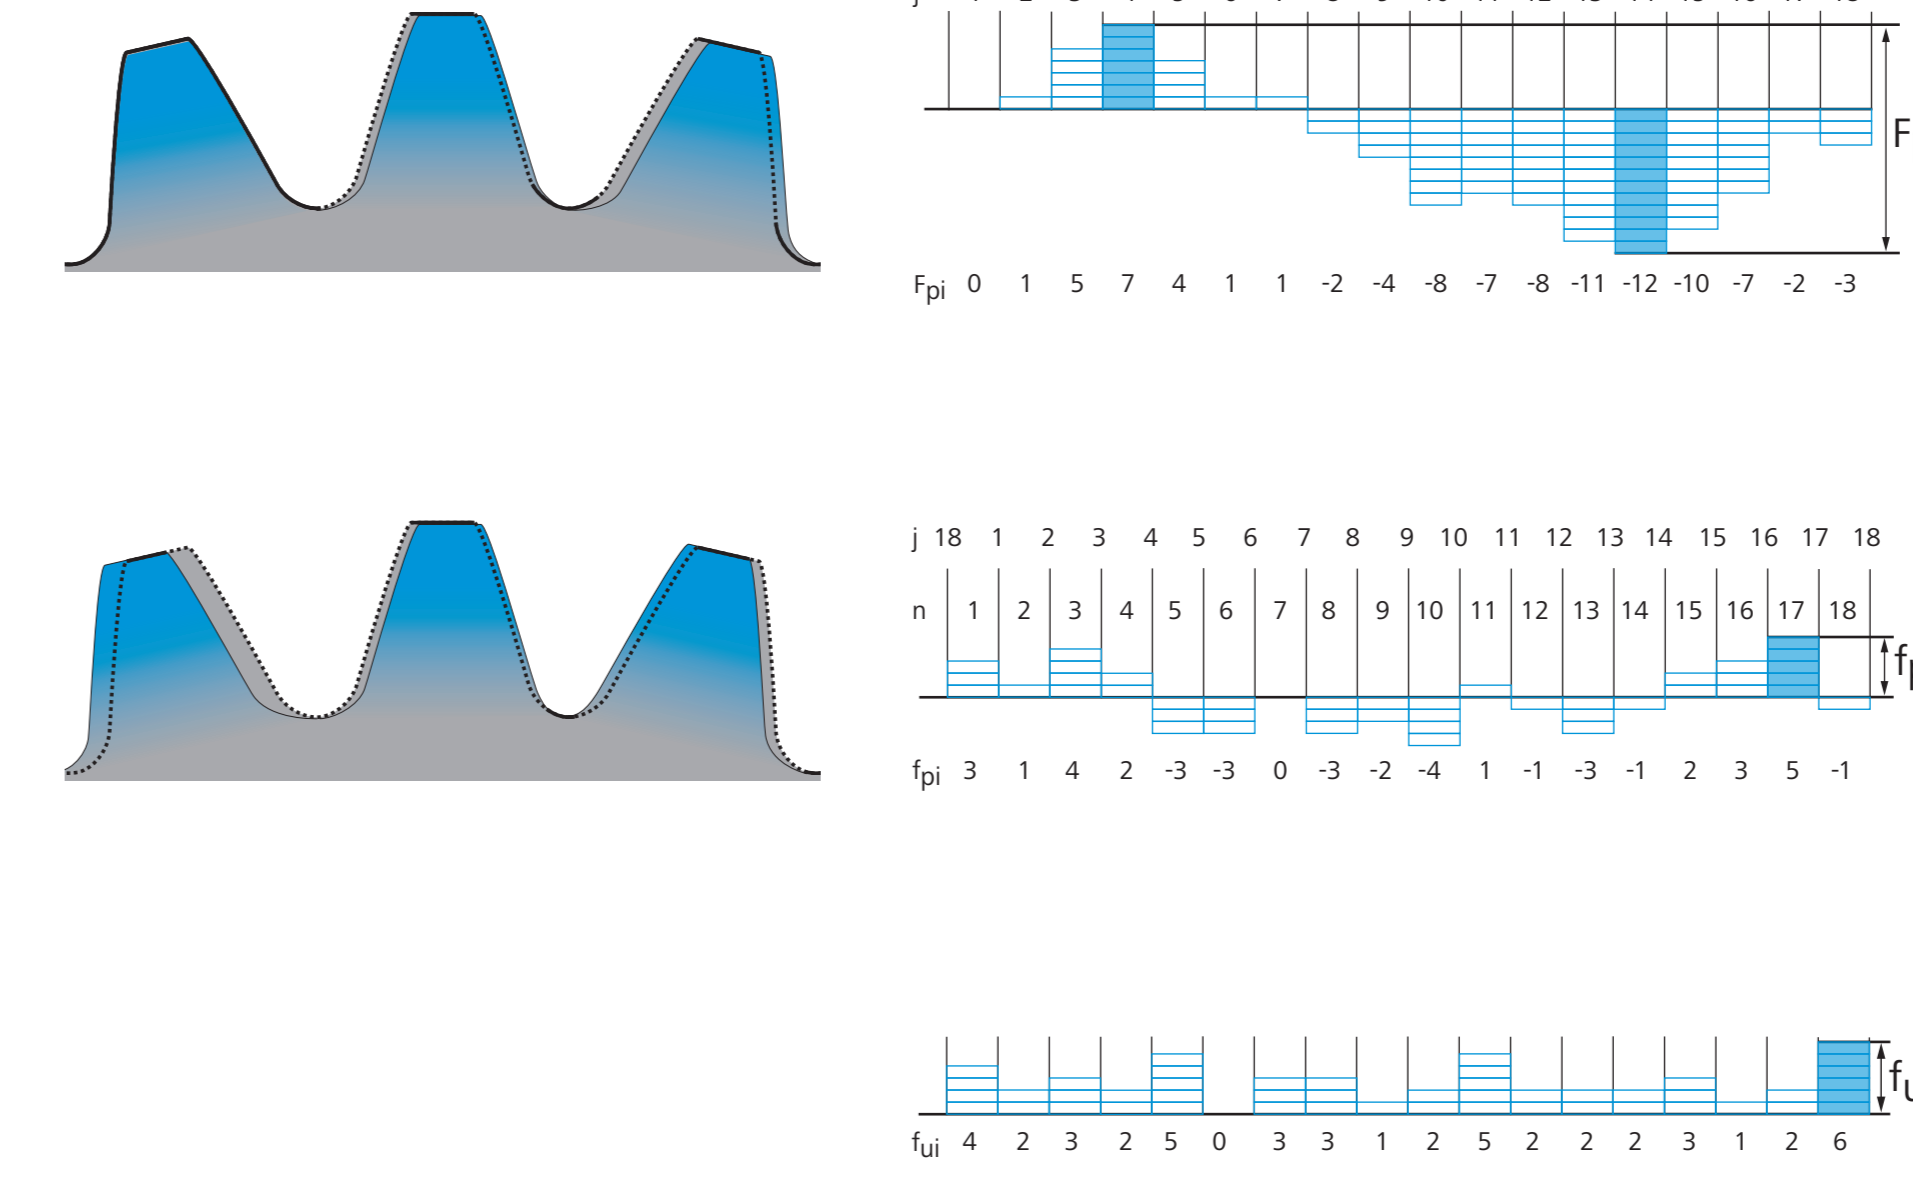 F
Fpi 0 1 5 7 4 1 1 -2 -4 -8 -7 -8 -11 -12 -10 -7 -2 -3
j 18 1 2 3 4 5 6 7 8 9 10 11 12 13 14 15 16 17 18
n 1 2 3 4 5 6 7 8 9 10 11 12 13 14 15 16 17 18
f
fpi 3 1 4 2 -3 -3 0 -3 -2 -4 1 -1 -3 -1 2 3 5 -1
fu
fui 4 2 3 2 5 0 3 3 1 2 5 2 2 2 3 1 2 6